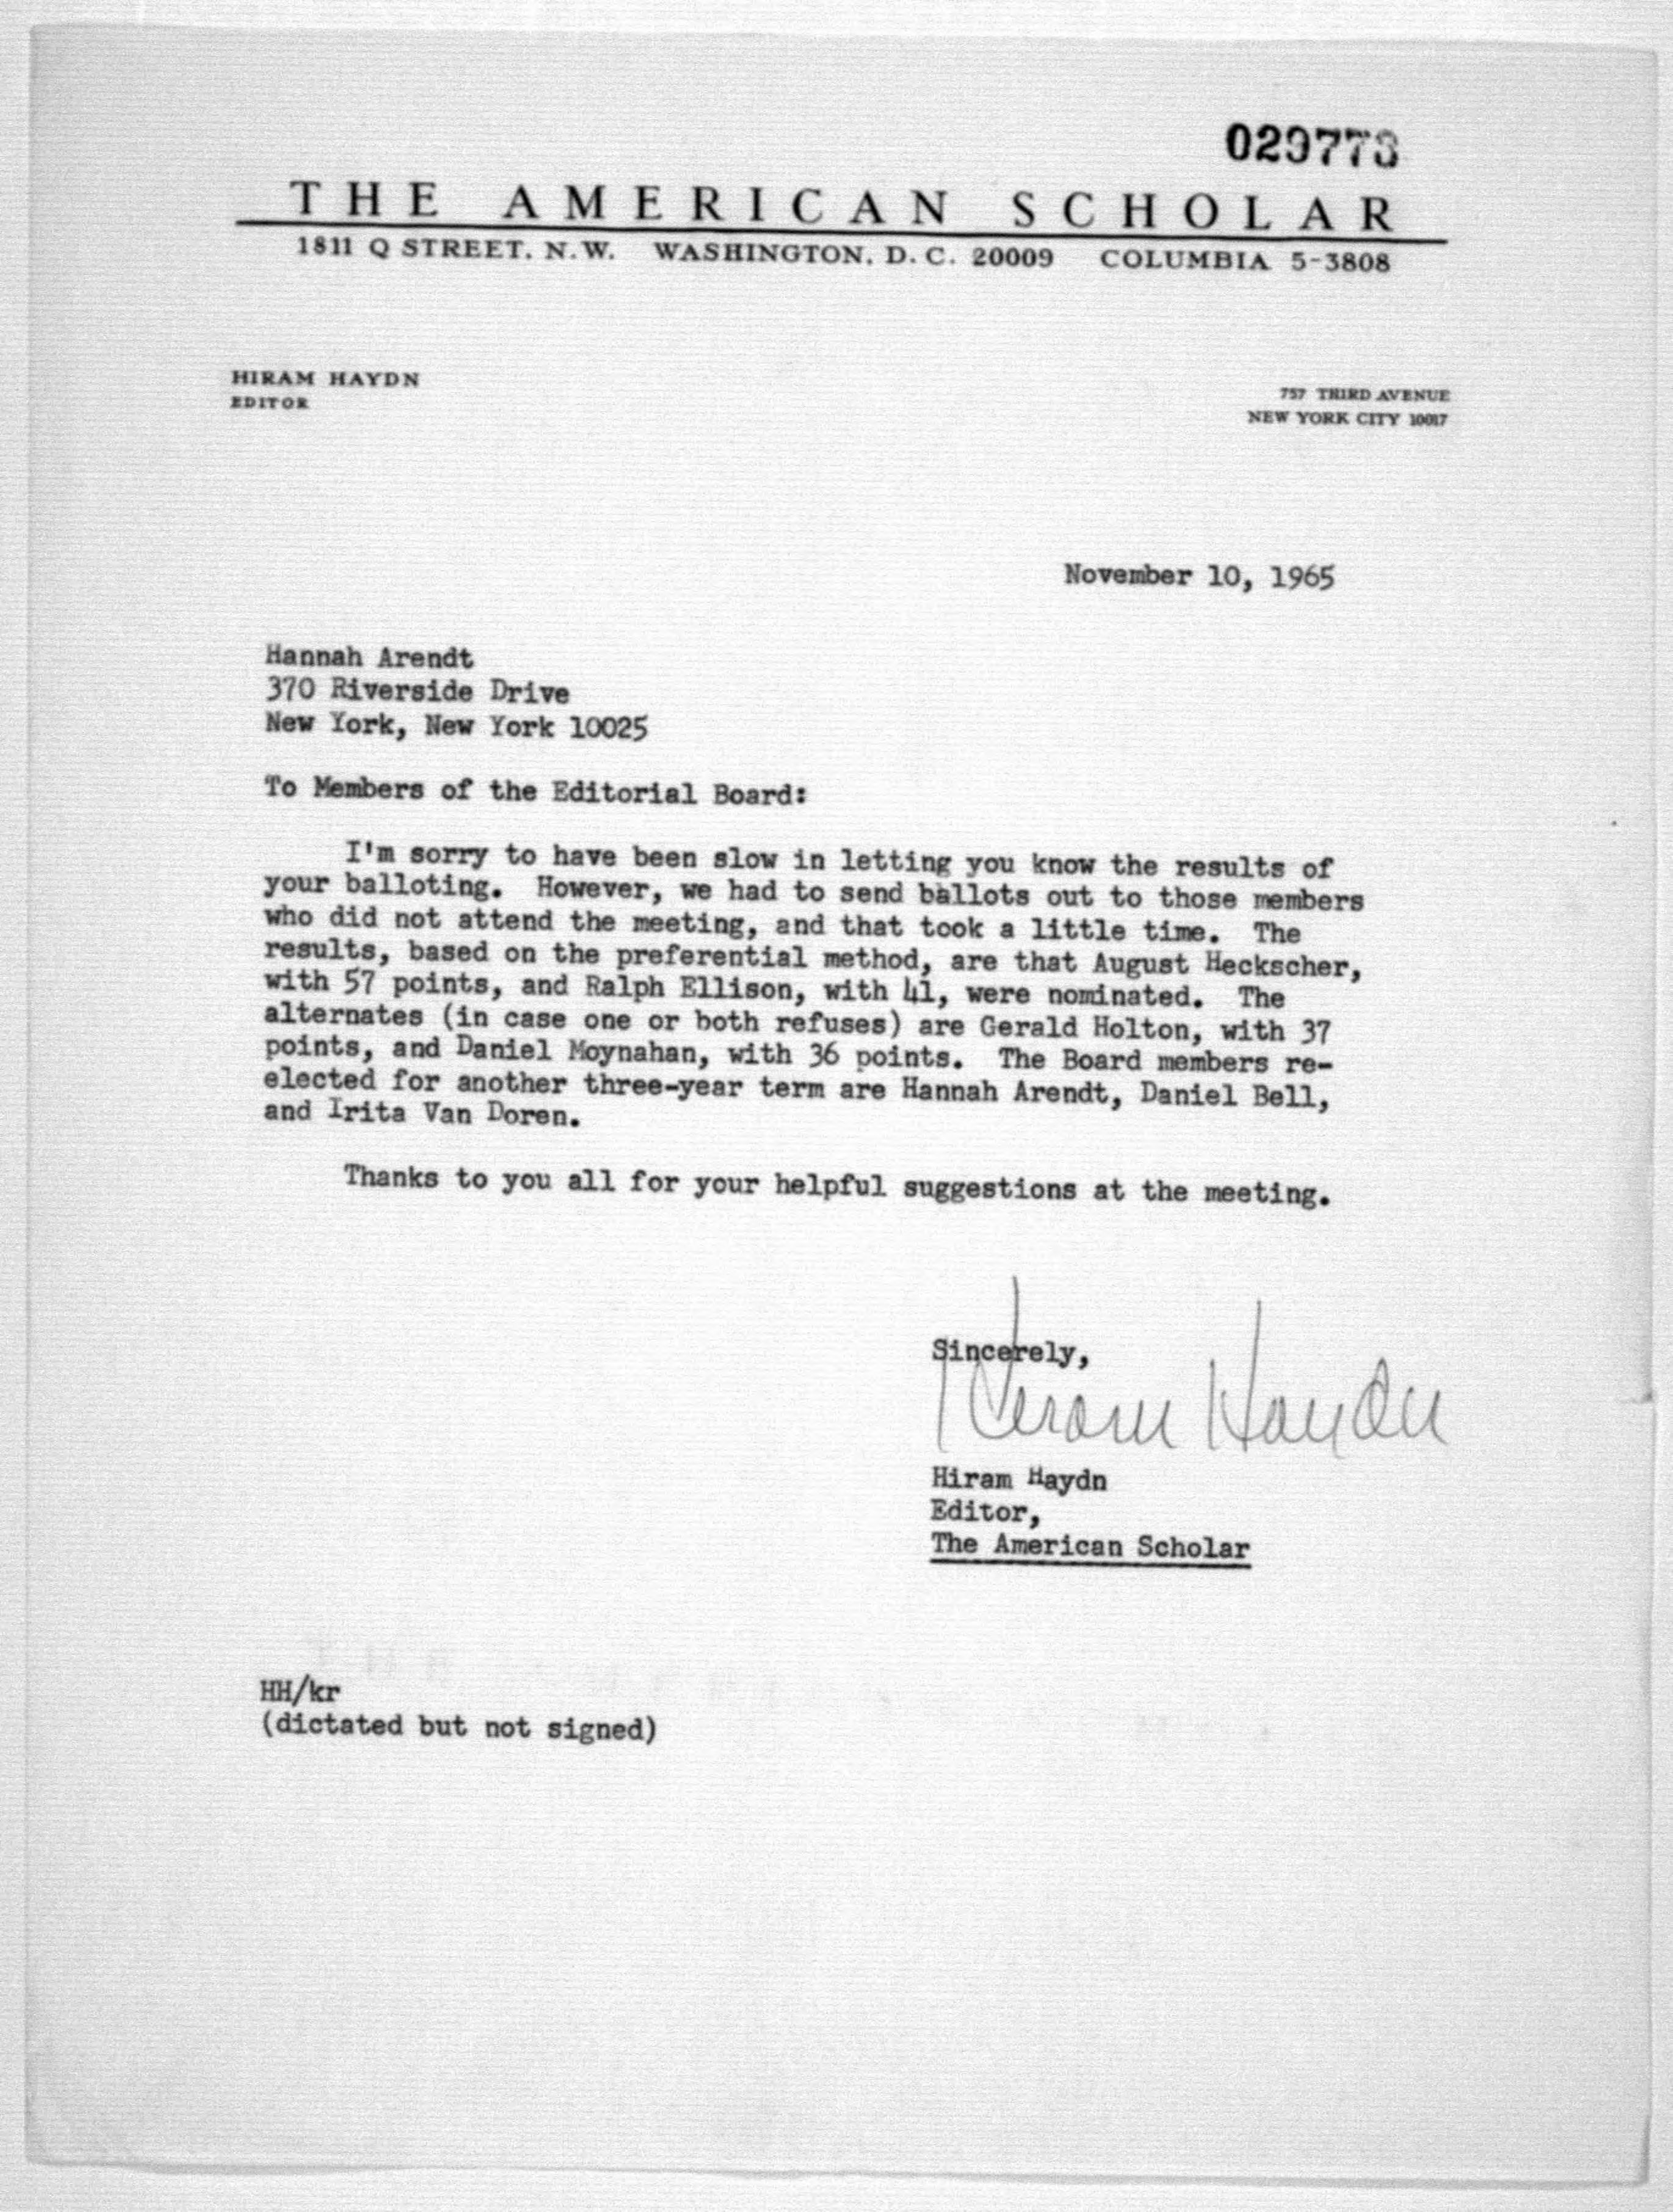 029773
THE AMERICAN SCHOLAR
1811 Q STREET, N.W. WASHINGTON, D.C. 20009 COLUMBIA 5-3808
HIRAM HAYDN
EDITOR
757 THIRD AVENUE
NEW YORK CITY 10017
November 10, 1965
Hannah Arendt
370 Riverside Drive
New York, New York 10025
To Members of the Editorial Board:
I'm sorry to have been slow in letting you know the results of
your balloting. However, we had to send ballots out to those members
who did not attend the meeting, and that took a little time. The
results, based on the preferential method, are that August Heckscher,
with 57 points, and Ralph Ellison, with 41, were nominated. The
alternates (in case one or both refuses) are Gerald Holton, with 37
points, and Daniel Moynahan, with 36 points. The Board members re-
elected for another three-year term are Hannah Arendt, Daniel Bell,
and Irita Van Doren.
Thanks to you all for your helpful suggestions at the meeting.
Sincerely,
Hiram Haydn
Hiram Haydn
Editor,
The American Scholar
HH/kr
(dictated but not signed)